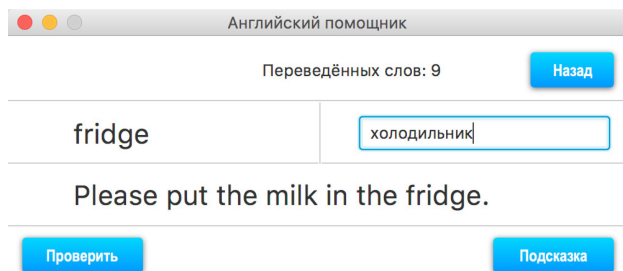 Английский помощник
Переведённых слов: 9
Назад
fridge
холодильник
Please put the milk in the fridge.
Проверить
Подсказка